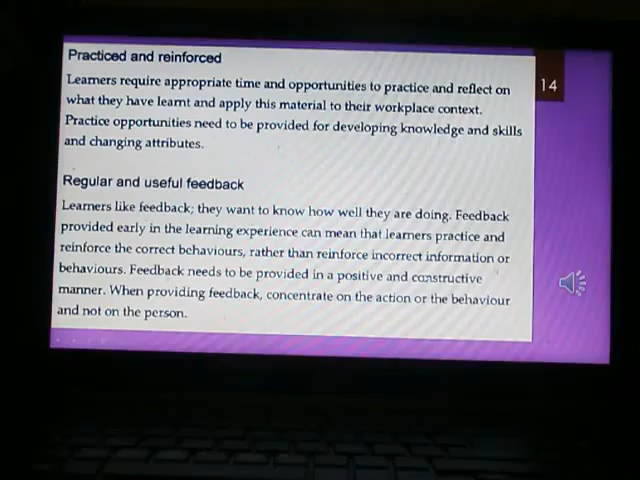 Practiced and reinforced
14
Learners require appropriate time and opportunities to practice and reflect on
what they have learnt and apply this material to their workplace context.
Practice opportunities need to be provided for developing knowledge and skills
and changing attributes.
Regular and useful feedback
Learners like feedback; they want to know how well they are doing. Feedback
provided early in the learning experience can mean that learners practice and
reinforce the correct behaviours, rather than reinforce incorrect information or
behaviours. Feedback needs to be provided in a positive and constructive
manner. When providing feedback, concentrate on the action or the behaviour
and not on the person.